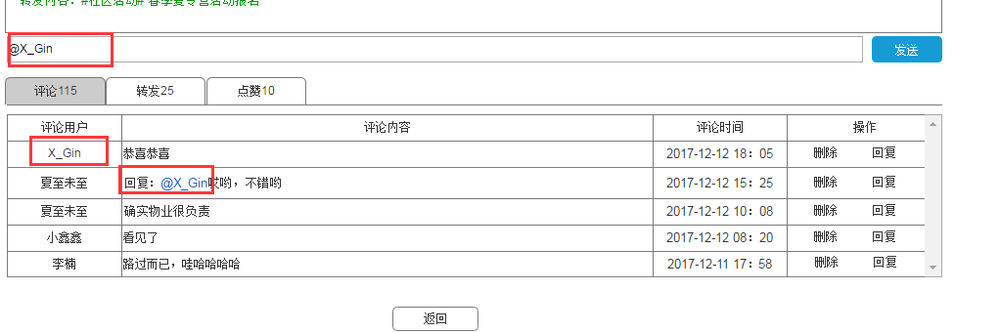 转发内容：#社区活动# 春季夏令营活动报名
@X_Gin 发送
评论115 转发25 点赞10
评论用户 评论内容 评论时间 操作
X_Gin 恭喜恭喜 2017-12-12 18：05 删除 回复
夏至未至 回复：@X_Gin哎哟，不错哟 2017-12-12 15：25 删除 回复
夏至未至 确实物业很负责 2017-12-12 10：08 删除 回复
小鑫鑫 看见了 2017-12-12 08：20 删除 回复
李楠 路过而已，哇哈哈哈哈 2017-12-11 17：58 删除 回复
返回